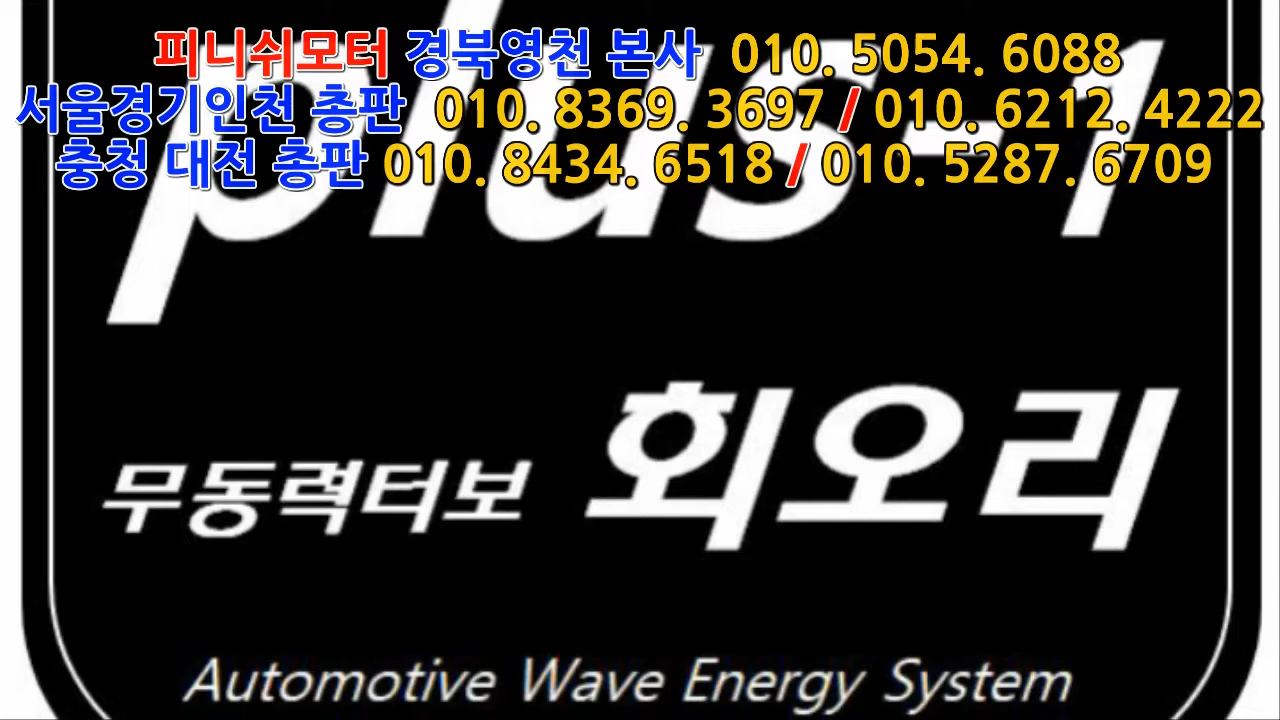 피니쉬모터 경북영천 본사 010. 5054. 6088
서울경기인천 총판 010. 8369. 3697 / 010. 6212. 4222
충청 대전 총판 010. 8434. 6518 / 010. 5287. 6709
plus-1
무동력터보 회오리
Automotive Wave Energy System